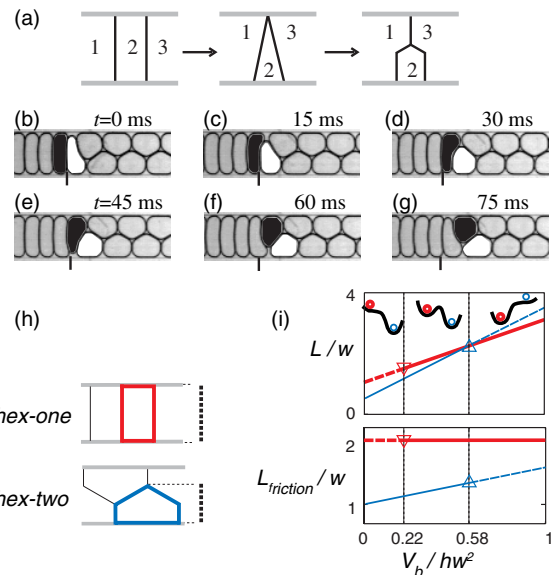 (a)
1 2 3
1 3
2
1 3
2
(b) t=0 ms
(c) 15 ms
(d) 30 ms
(e) t=45 ms
(f) 60 ms
(g) 75 ms
(h)
hex-one
hex-two
(i)
4
L/w
0
2
L_friction/w
1
0 0.22 0.58 1
V_b/hw²